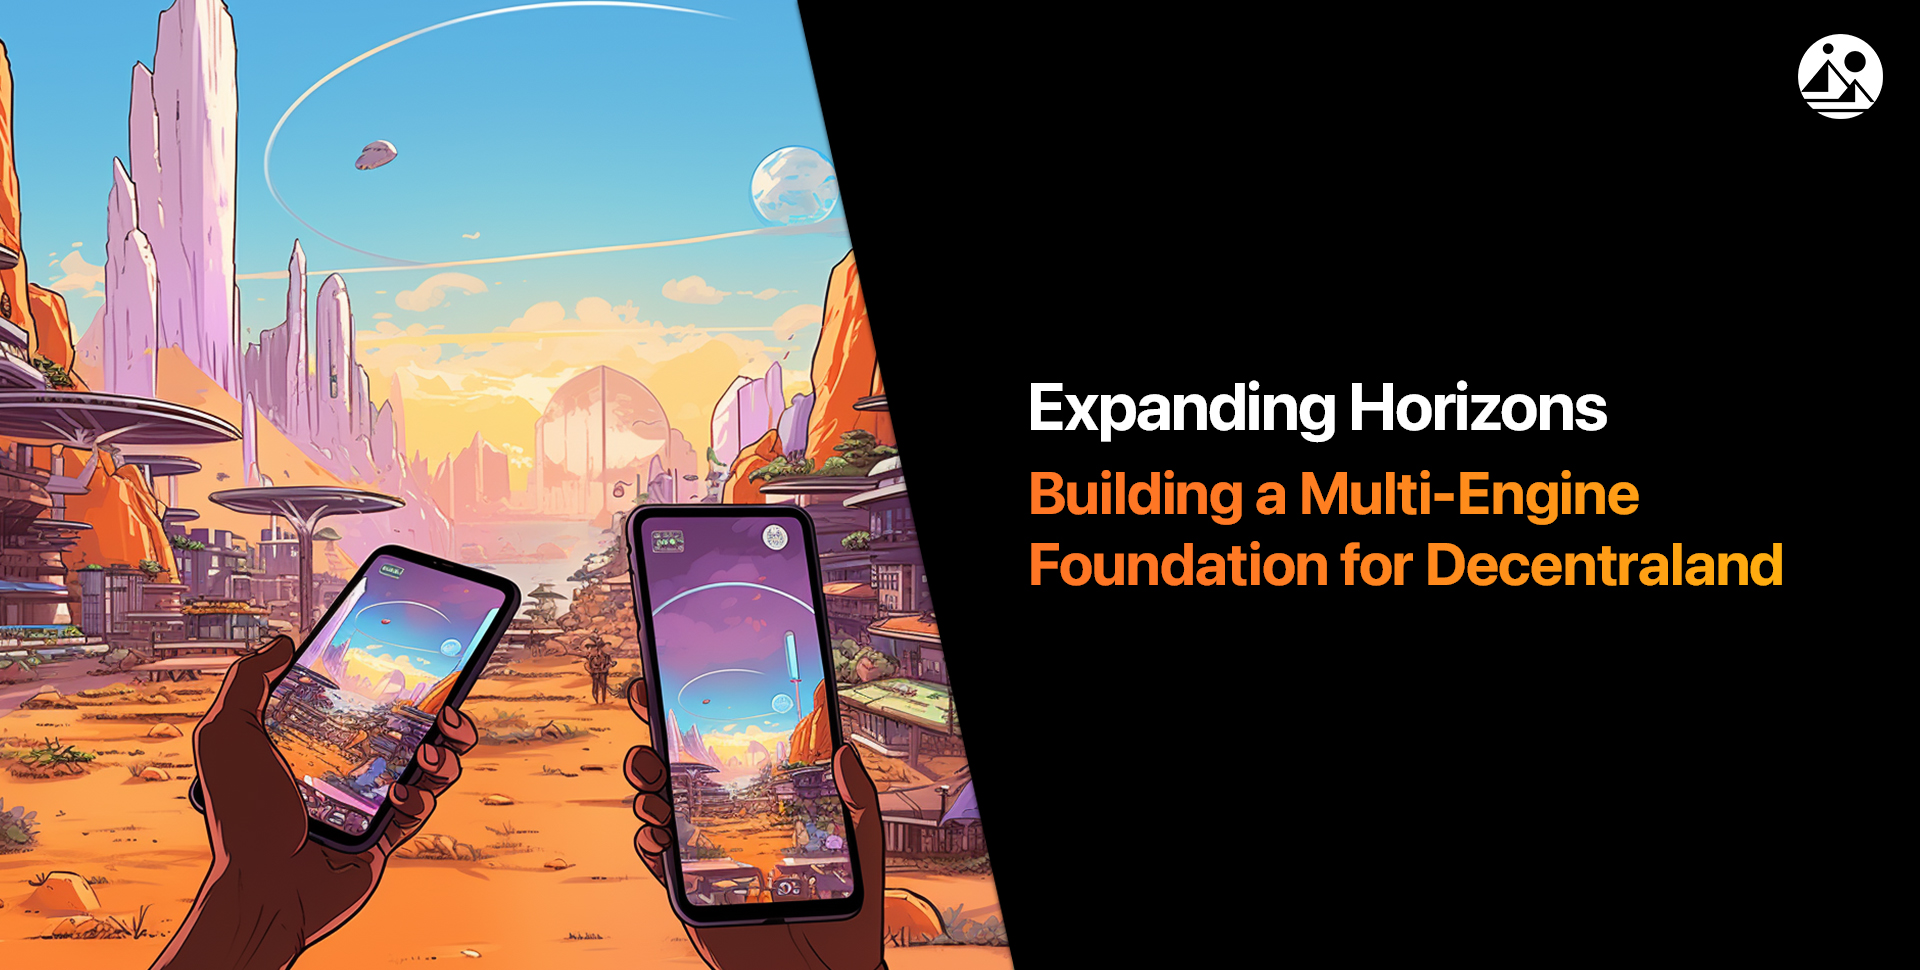 Expanding Horizons
Building a Multi-Engine
Foundation for Decentraland